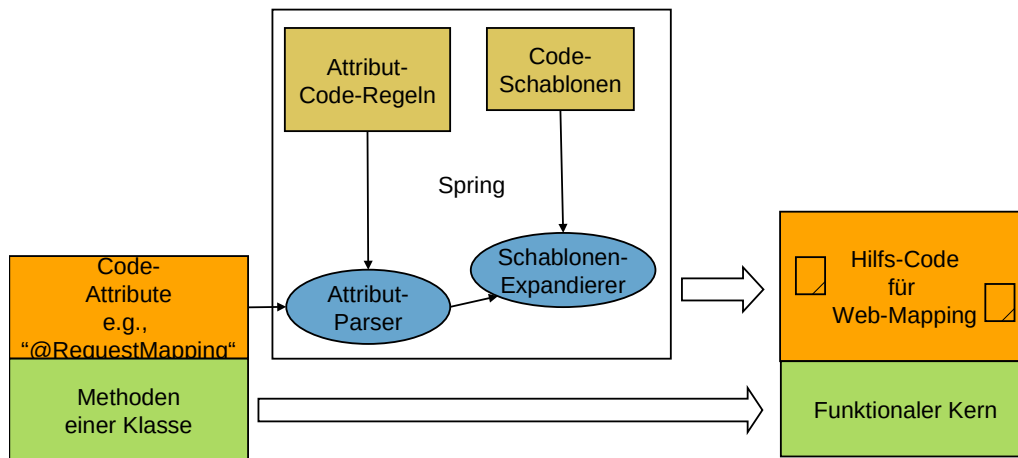 Attribut-
Code-Regeln
Code-
Schablonen
Spring
Code-
Attribute
e.g.,
“@RequestMapping“
Attribut-
Parser
Schablonen-
Expandierer
Hilfs-Code
für
Web-Mapping
Methoden
einer Klasse
Funktionaler Kern